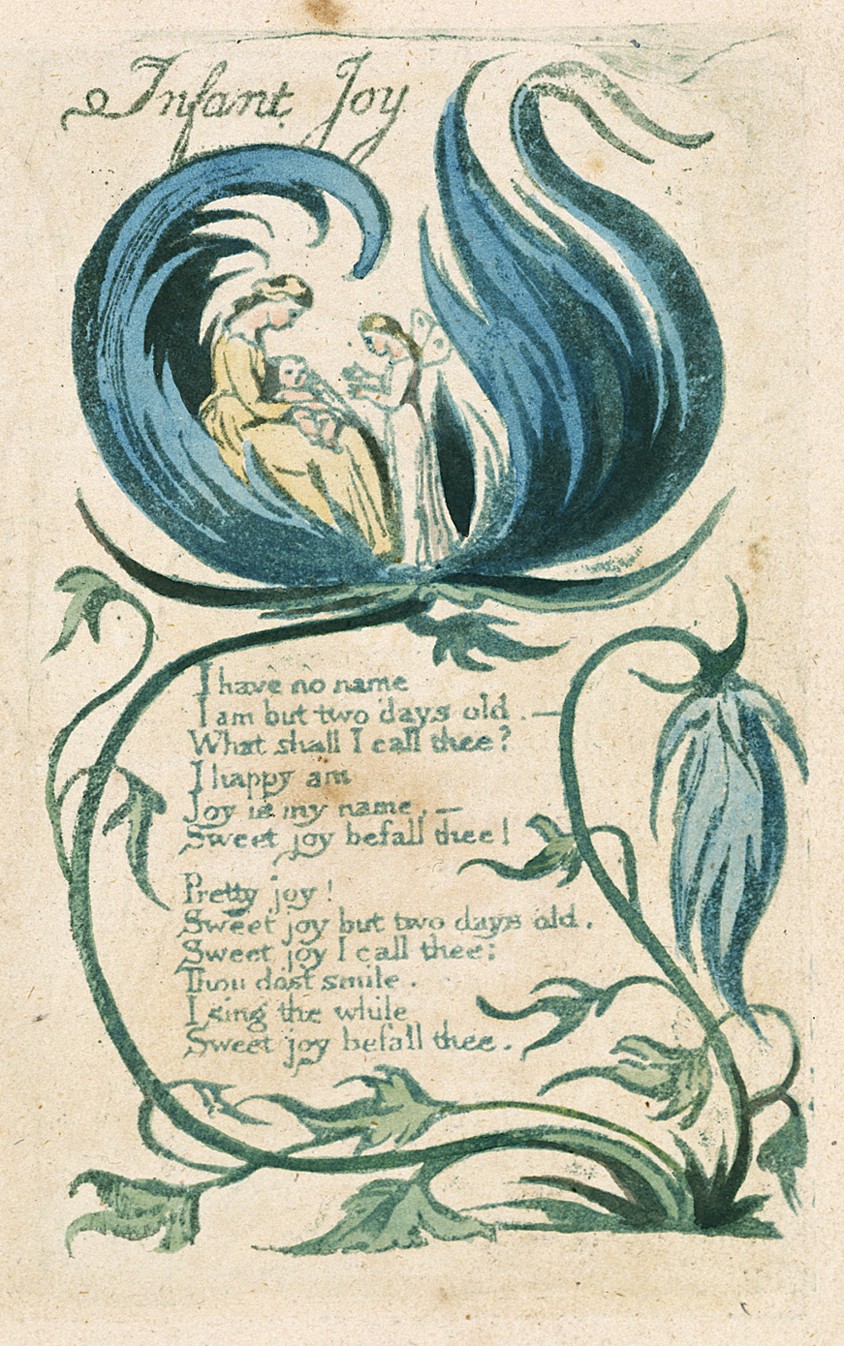 Infant Joy
I have no name
I am but two days old. —
What shall I call thee?
I happy am
Joy is my name. —
Sweet joy befall thee!
Pretty joy!
Sweet joy but two days old.
Sweet joy I call thee:
Thou dost smile.
I sing the while
Sweet joy befall thee.